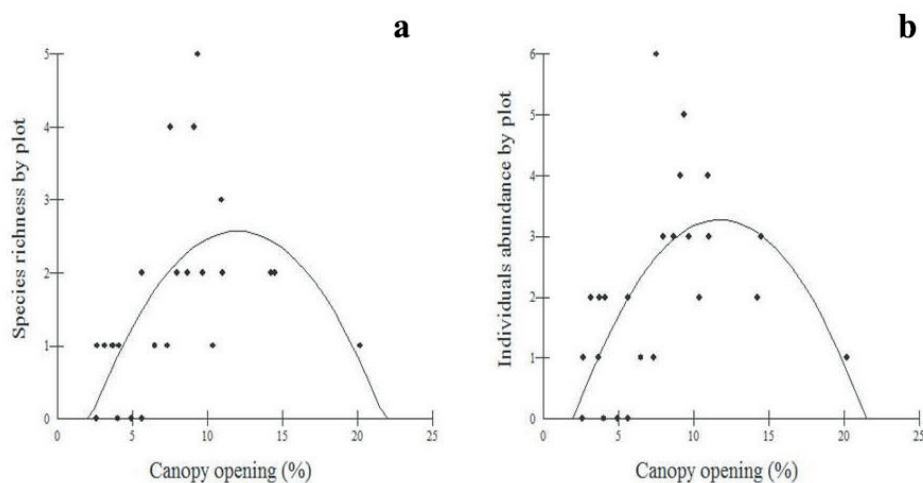 a
Species richness by plot
5
4
3
2
1
0
0 5 10 15 20 25
Canopy opening (%)
b
Individuals abundance by plot
6
5
4
3
2
1
0
0 5 10 15 20 25
Canopy opening (%)